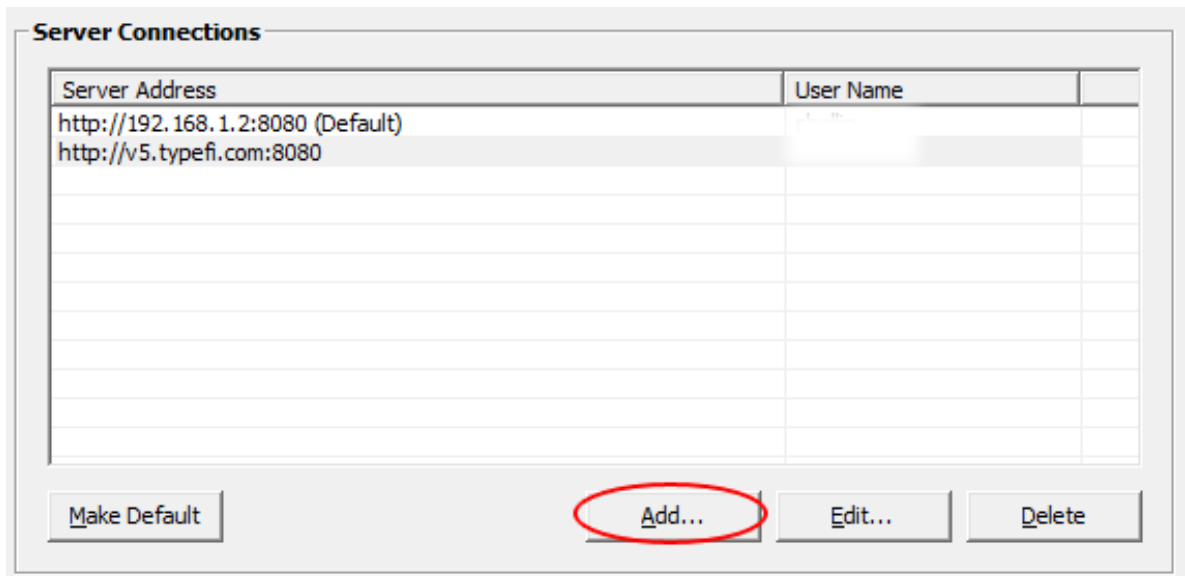 Server Connections
Server Address User Name
http://192.168.1.2:8080 (Default)
http://v5.typefi.com:8080
Make Default Add... Edit... Delete